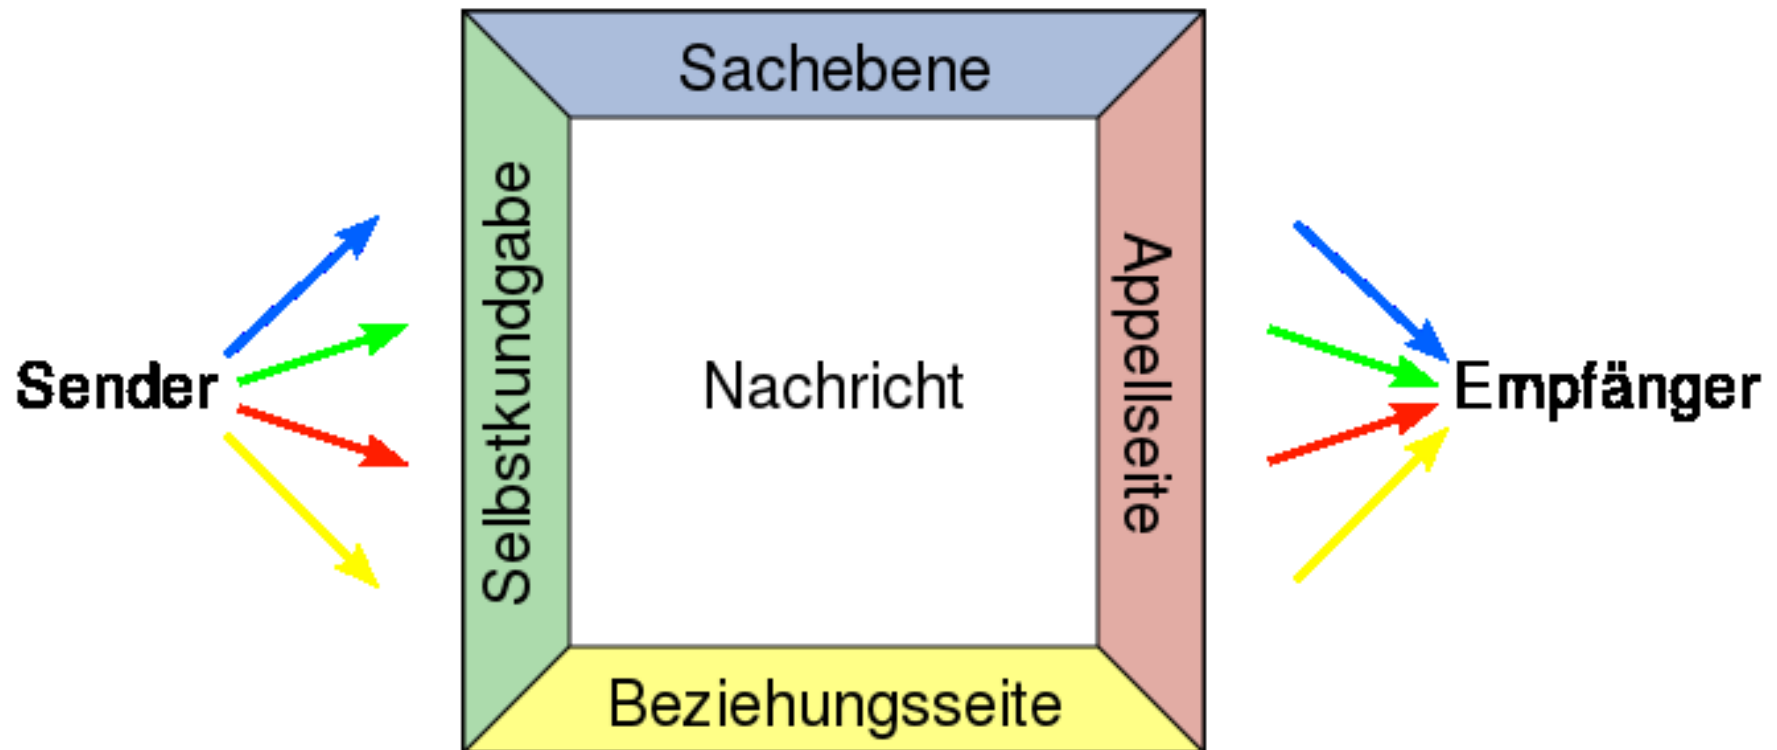 Sachebene
Selbstkundgabe
Appellseite
Sender
Nachricht
Empfänger
Beziehungsseite